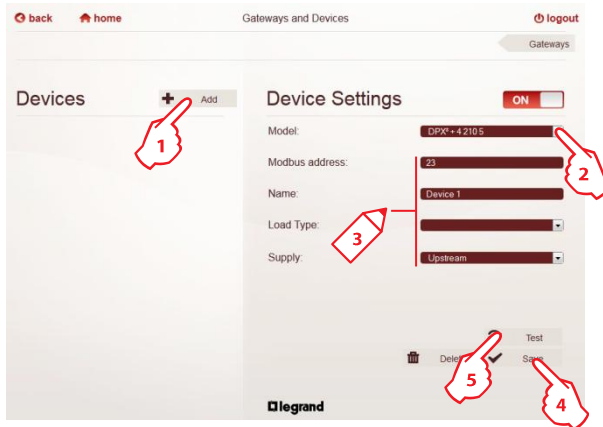 back home Gateways and Devices logout
Gateways
Devices
Add
1
Device Settings
ON
Model: DPX³ + 4 210 5
2
Modbus address: 23
Name: Device 1
3
Load Type:
Supply: Upstream
Test
Save
5
4
legrand